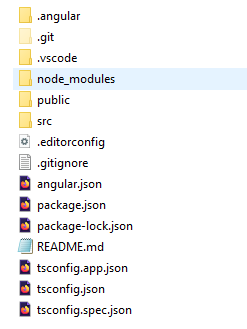 .angular
.git
.vscode
node_modules
public
src
.editorconfig
.gitignore
angular.json
package.json
package-lock.json
README.md
tsconfig.app.json
tsconfig.json
tsconfig.spec.json